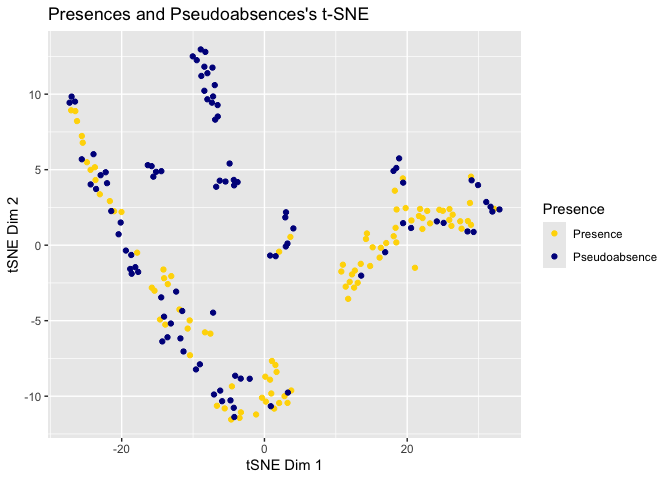 Presences and Pseudoabsences's t-SNE
10
5
0
-5
-10
tSNE Dim 2
-20
0
20
tSNE Dim 1
Presence
Presence
Pseudoabsence